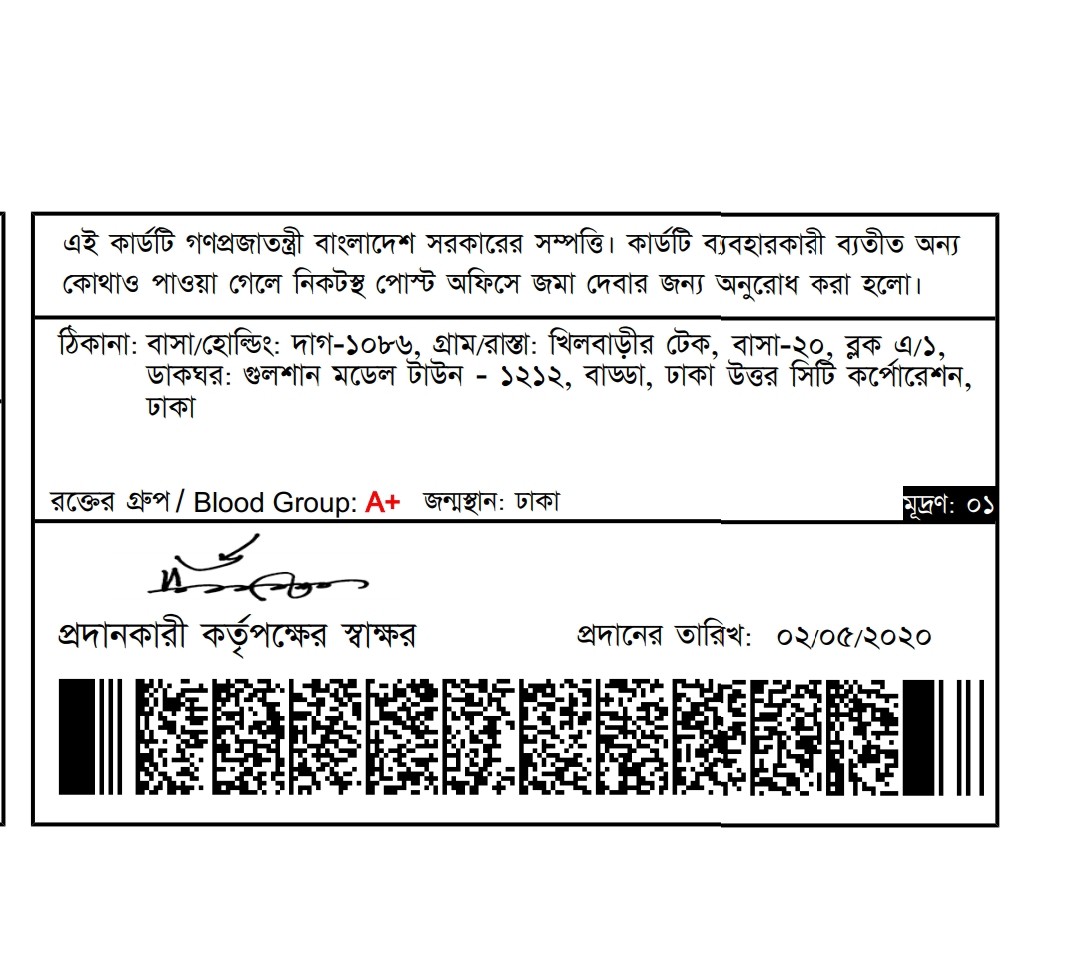 এই কার্ডটি গণপ্রজাতন্ত্রী বাংলাদেশ সরকারের সম্পত্তি। কার্ডটি ব্যবহারকারী ব্যতীত অন্য
কোথাও পাওয়া গেলে নিকটস্থ পোস্ট অফিসে জমা দেবার জন্য অনুরোধ করা হলো।
ঠিকানা: বাসা/হোল্ডিং: দাগ-১০৮৬, গ্রাম/রাস্তা: খিলবাড়ীর টেক, বাসা-২০, ব্লক এ/১,
ডাকঘর: গুলশান মডেল টাউন - ১২১২, বাড্ডা, ঢাকা উত্তর সিটি কর্পোরেশন,
ঢাকা
রক্তের গ্রুপ / Blood Group: A+ জন্মস্থান: ঢাকা মূদ্রণ: ০১
প্রদানকারী কর্তৃপক্ষের স্বাক্ষর প্রদানের তারিখ: ০২/০৫/২০২০